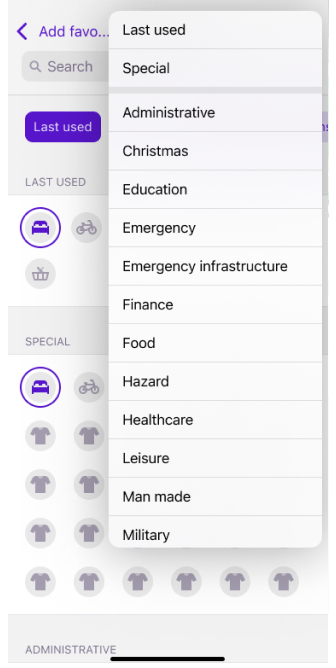 Add favo...
Search
Last used
LAST USED
SPECIAL
ADMINISTRATIVE
Last used
Special
Administrative
Christmas
Education
Emergency
Emergency infrastructure
Finance
Food
Hazard
Healthcare
Leisure
Man made
Military